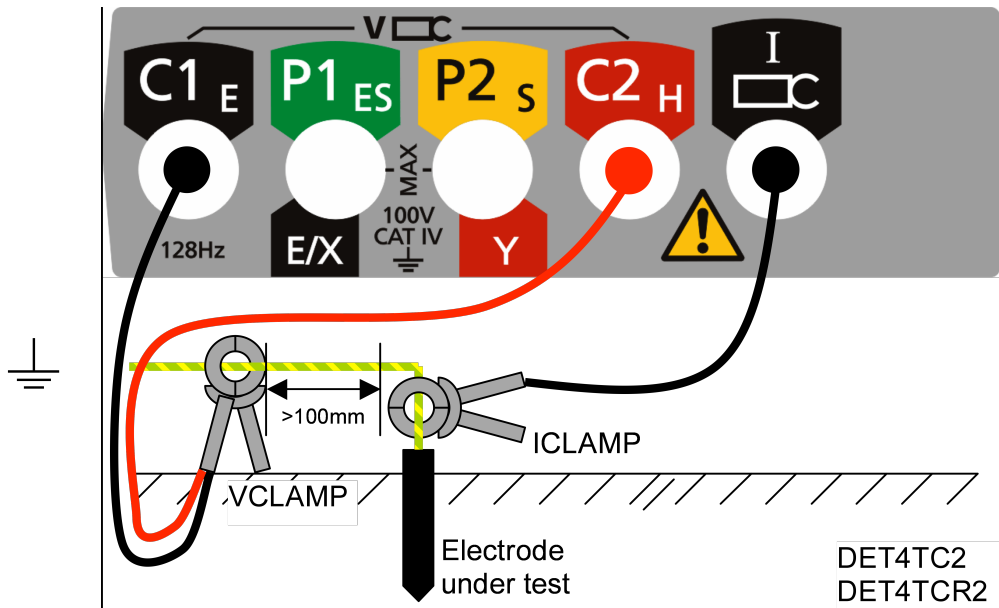 V C
C1 E
P1 ES
P2 S
C2 H
I
C
MAX
100V
CAT IV
128Hz
E/X
Y
>100mm
ICLAMP
VCLAMP
Electrode
under test
DET4TC2
DET4TCR2